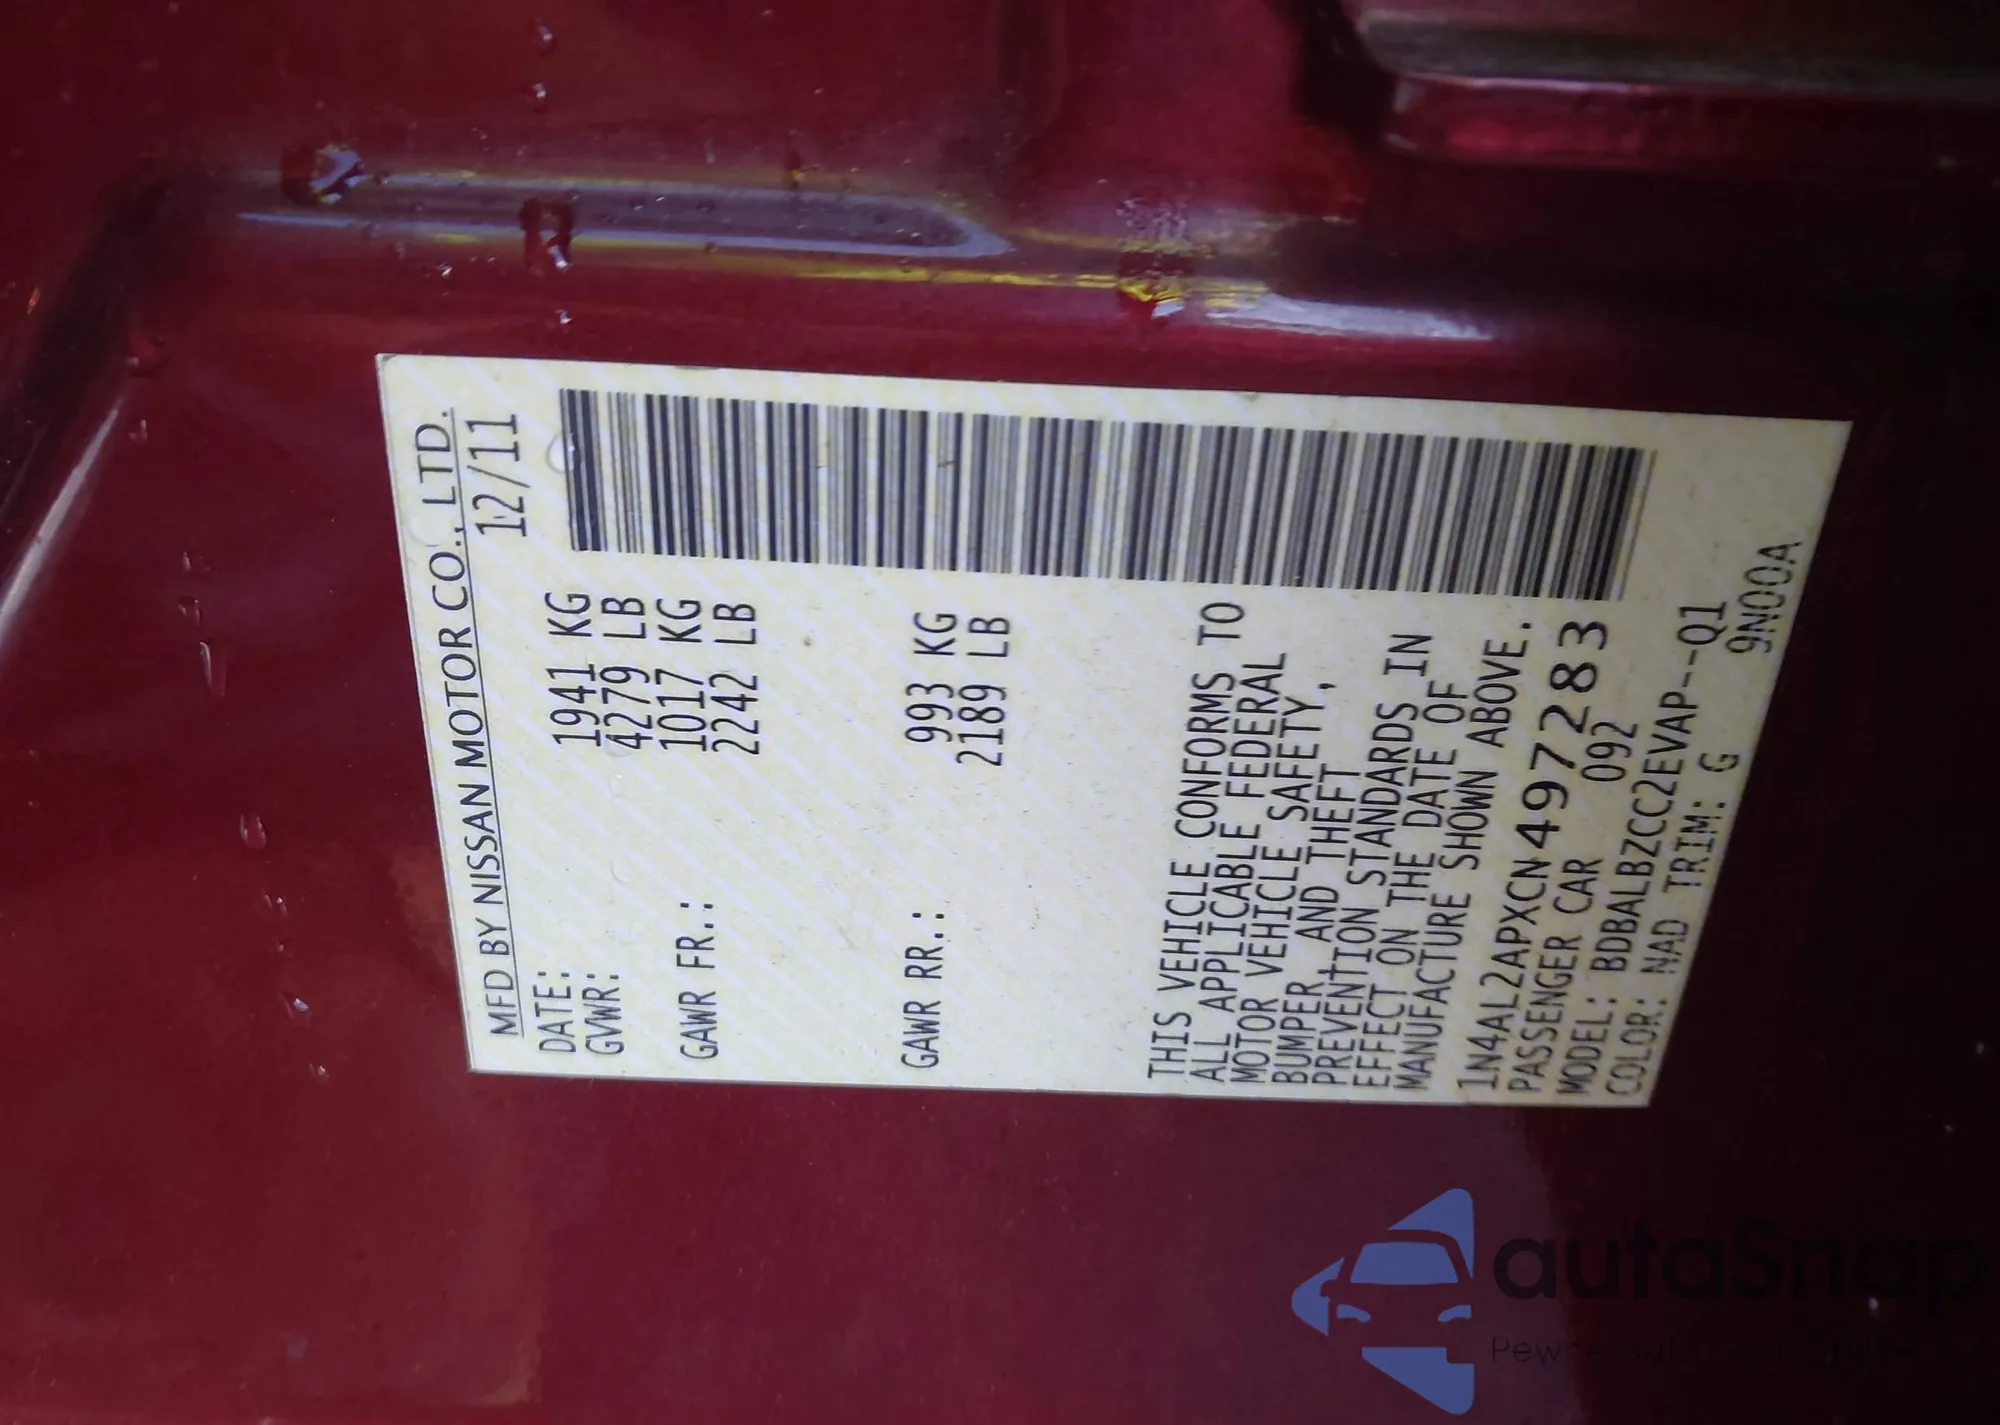 MFD BY NISSAN MOTOR CO., LTD.
DATE: 12/11
GVWR: 1941 KG
4279 LB
GAWR FR.: 1017 KG
2242 LB
GAWR RR.: 993 KG
2189 LB
THIS VEHICLE CONFORMS TO
ALL APPLICABLE FEDERAL
MOTOR VEHICLE SAFETY,
BUMPER, AND THEFT
PREVENTION STANDARDS IN
EFFECT ON THE DATE OF
MANUFACTURE SHOWN ABOVE.
1N4AL2APXCN497283
PASSENGER CAR 092
MODEL: BDBALBZCC2EVAP--Q1
COLOR: NAD TRIM: G 9N00A
autaSnap